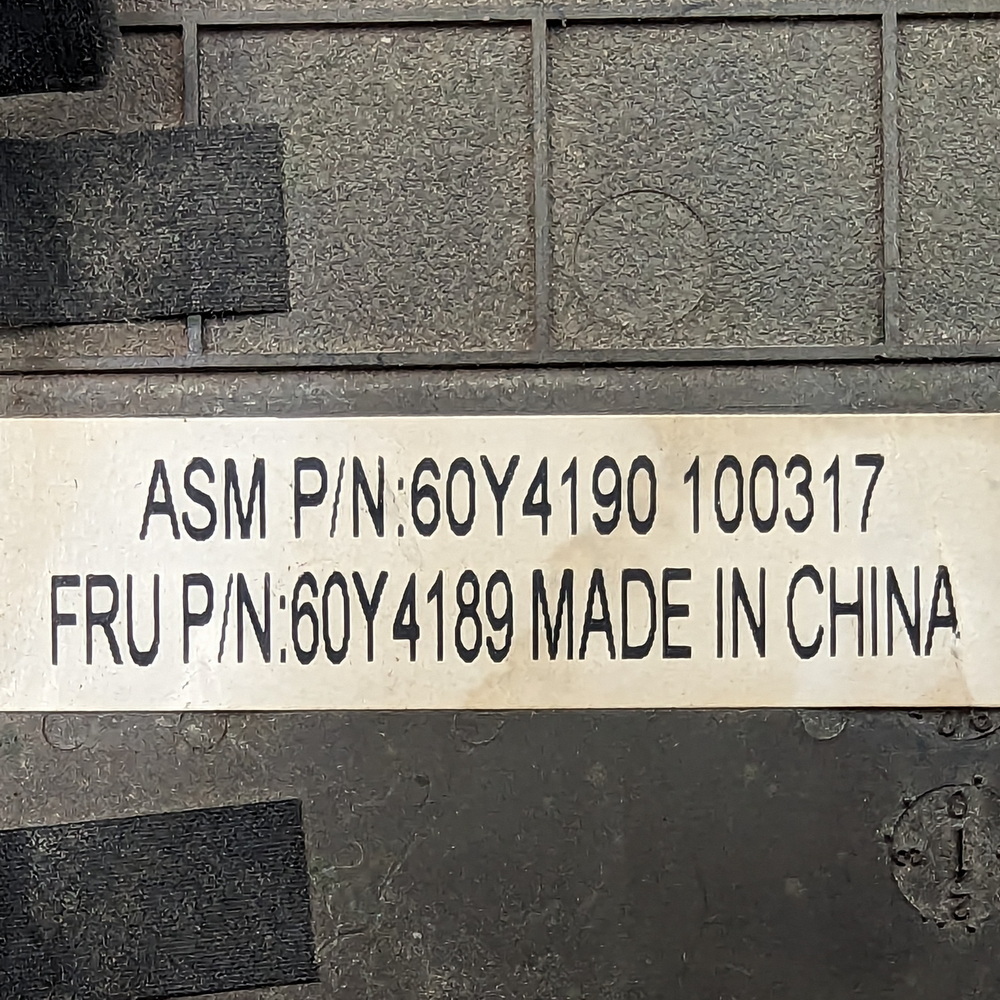 ASM P/N:60Y4190 100317
FRU P/N:60Y4189 MADE IN CHINA